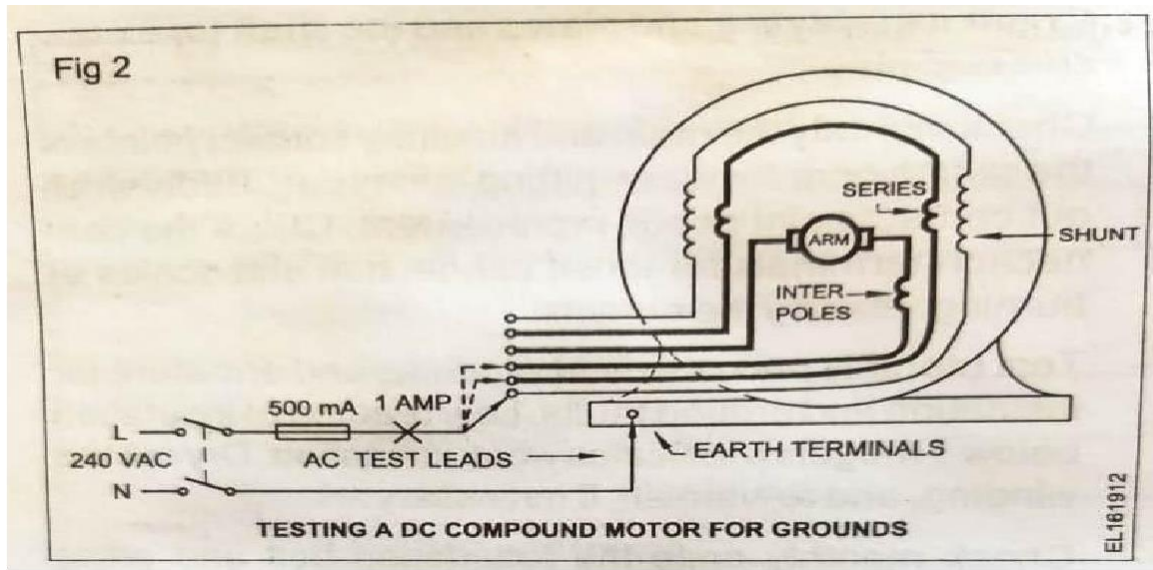 Fig 2
SERIES
ARM
SHUNT
INTER
POLES
500 mA
1 AMP
L
240 VAC
AC TEST LEADS
EARTH TERMINALS
N
TESTING A DC COMPOUND MOTOR FOR GROUNDS
EL161912